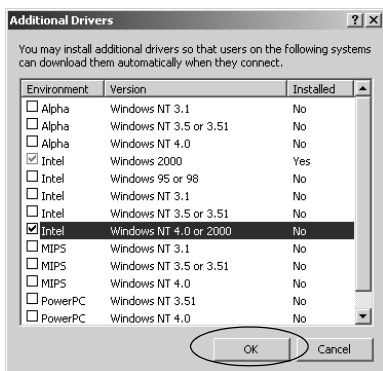 Additional Drivers
You may install additional drivers so that users on the following systems
can download them automatically when they connect.
Environment Version Installed
Alpha Windows NT 3.1 No
Alpha Windows NT 3.5 or 3.51 No
Alpha Windows NT 4.0 No
Intel Windows 2000 Yes
Intel Windows 95 or 98 No
Intel Windows NT 3.1 No
Intel Windows NT 3.5 or 3.51 No
Intel Windows NT 4.0 or 2000 No
MIPS Windows NT 3.1 No
MIPS Windows NT 3.5 or 3.51 No
MIPS Windows NT 4.0 No
PowerPC Windows NT 3.51 No
PowerPC Windows NT 4.0 No
OK Cancel